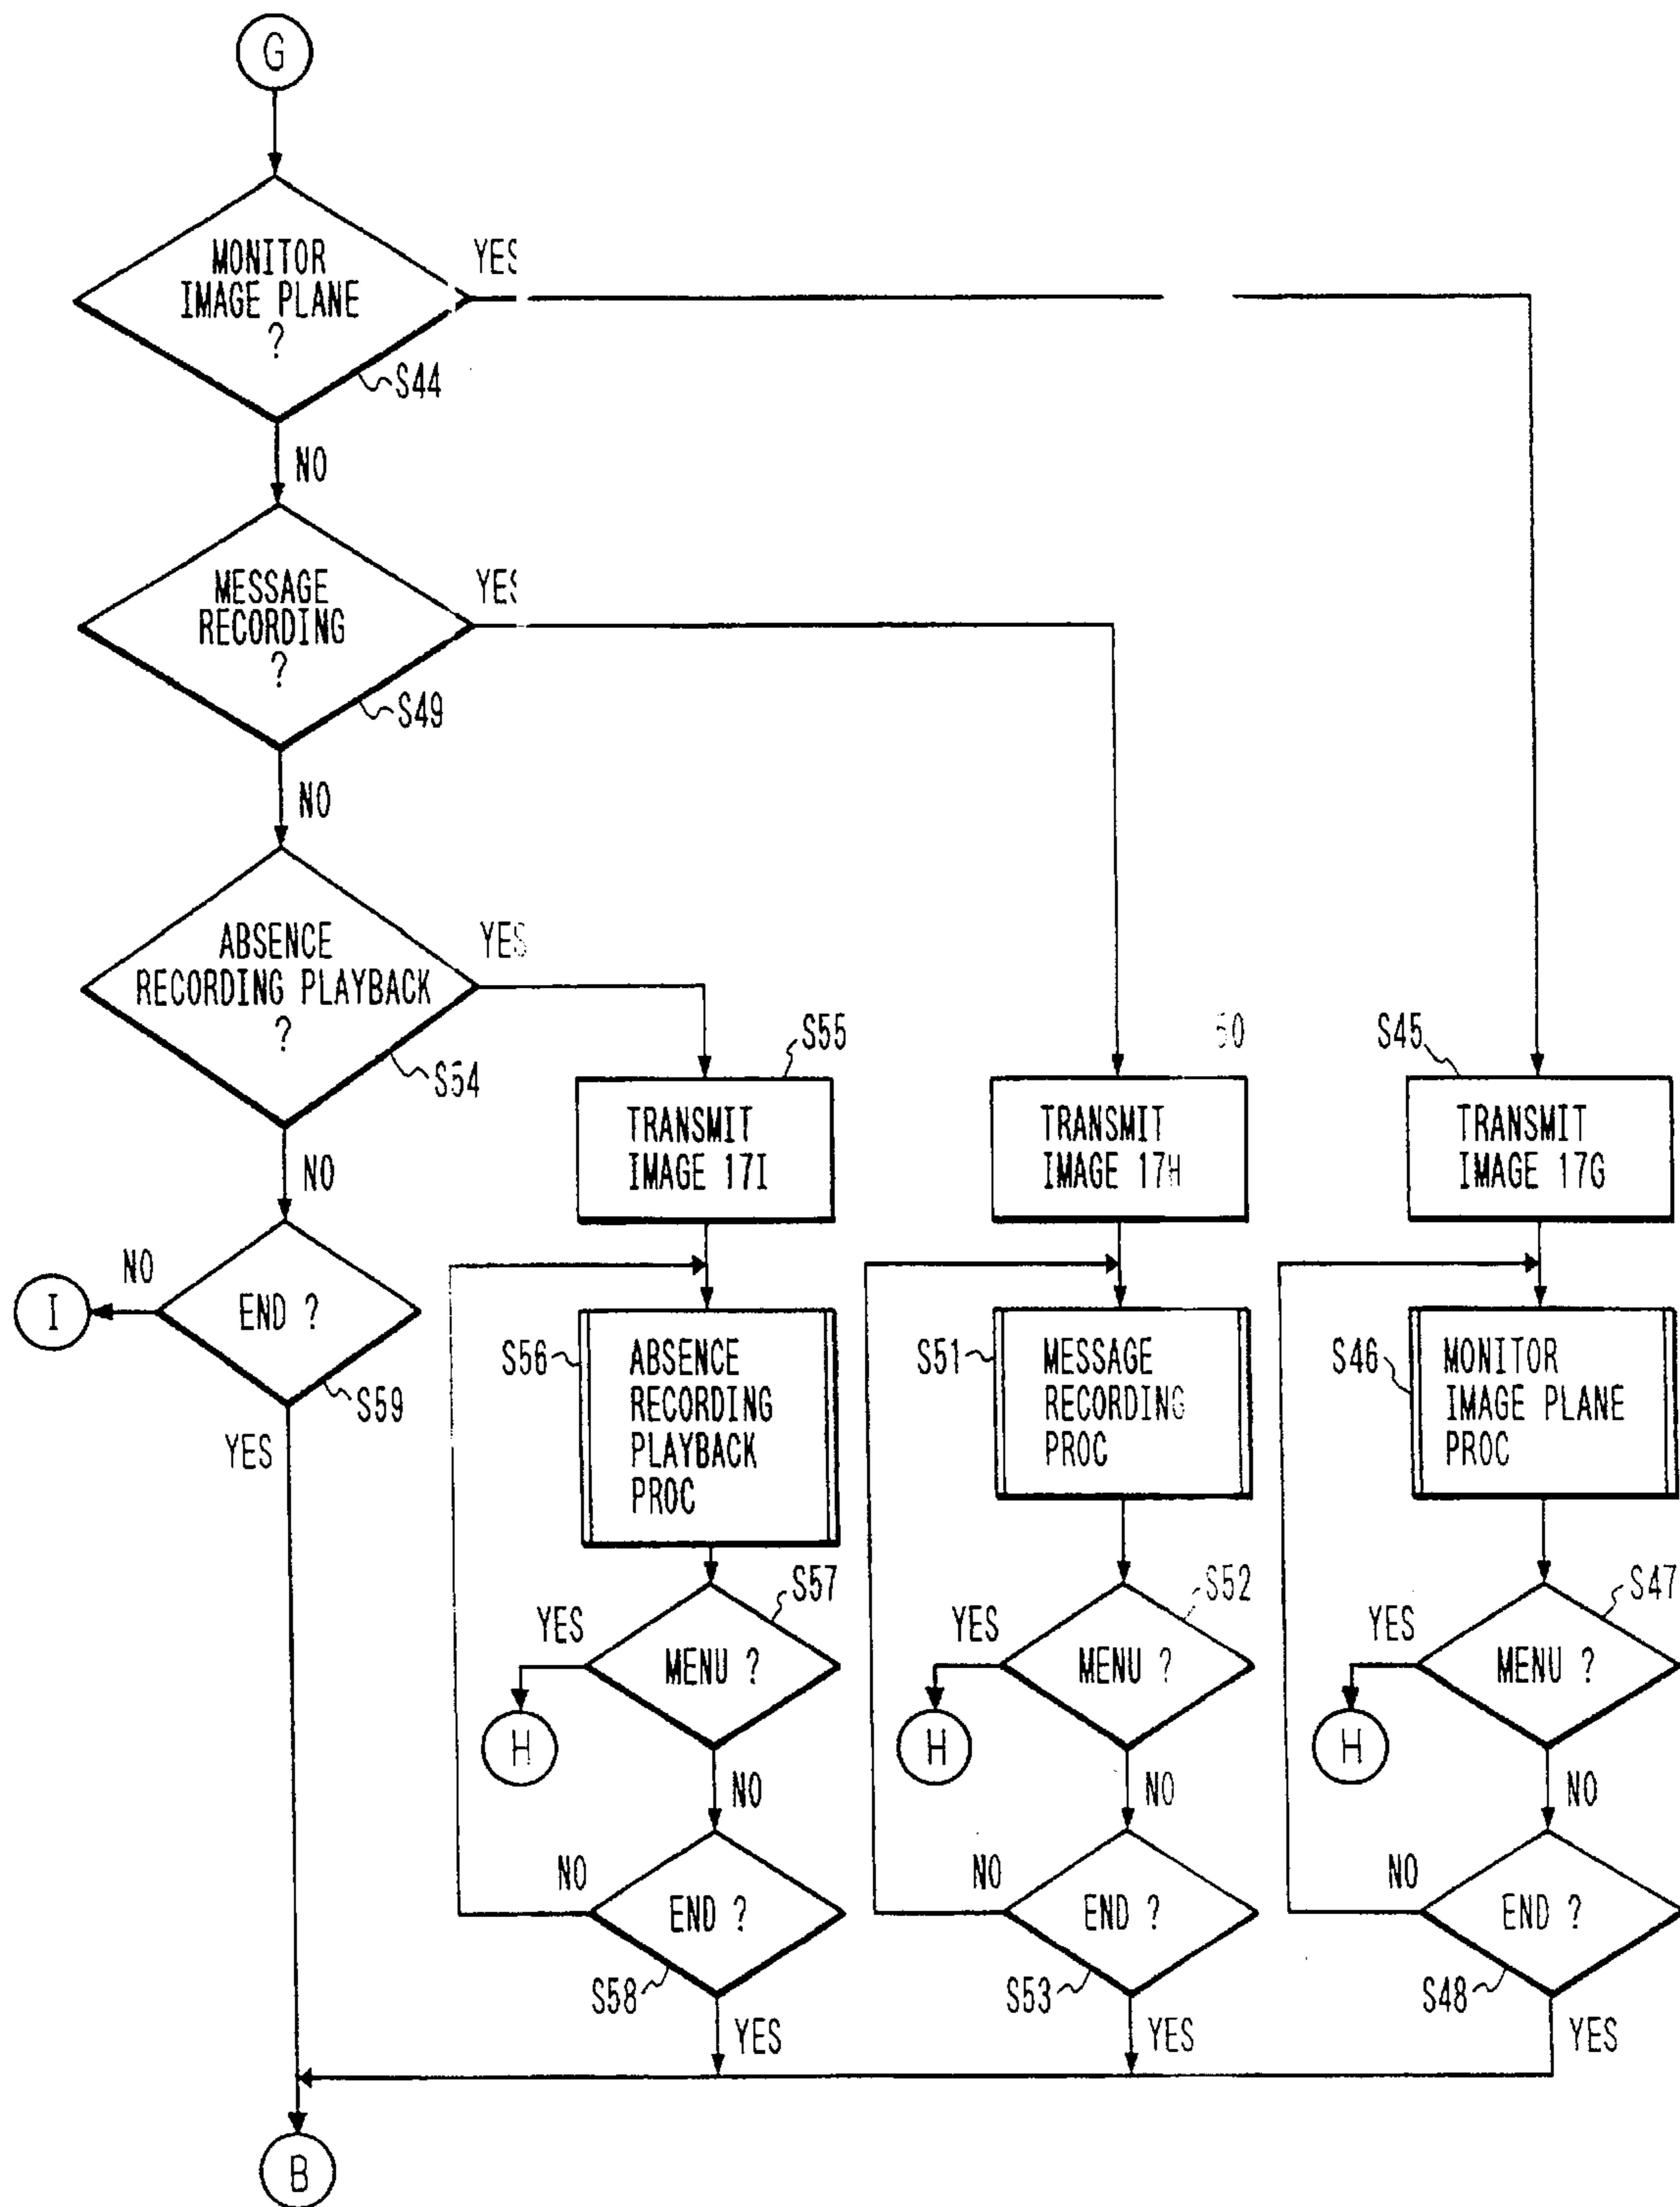 G
MONITOR
IMAGE PLANE
?
YES
S44
NO
MESSAGE
RECORDING
?
YES
S49
NO
ABSENCE
RECORDING PLAYBACK
?
YES
S54
NO
END ?
NO
I
S59
YES
B
S55
TRANSMIT
IMAGE 17I
S56
ABSENCE
RECORDING
PLAYBACK
PROC
S57
YES
MENU ?
H
NO
NO
END ?
S58
YES
50
TRANSMIT
IMAGE 17H
S51
MESSAGE
RECORDING
PROC
S52
YES
MENU ?
H
NO
NO
END ?
S53
YES
S45
TRANSMIT
IMAGE 17G
S46
MONITOR
IMAGE PLANE
PROC
S47
YES
MENU ?
H
NO
NO
END ?
S48
YES